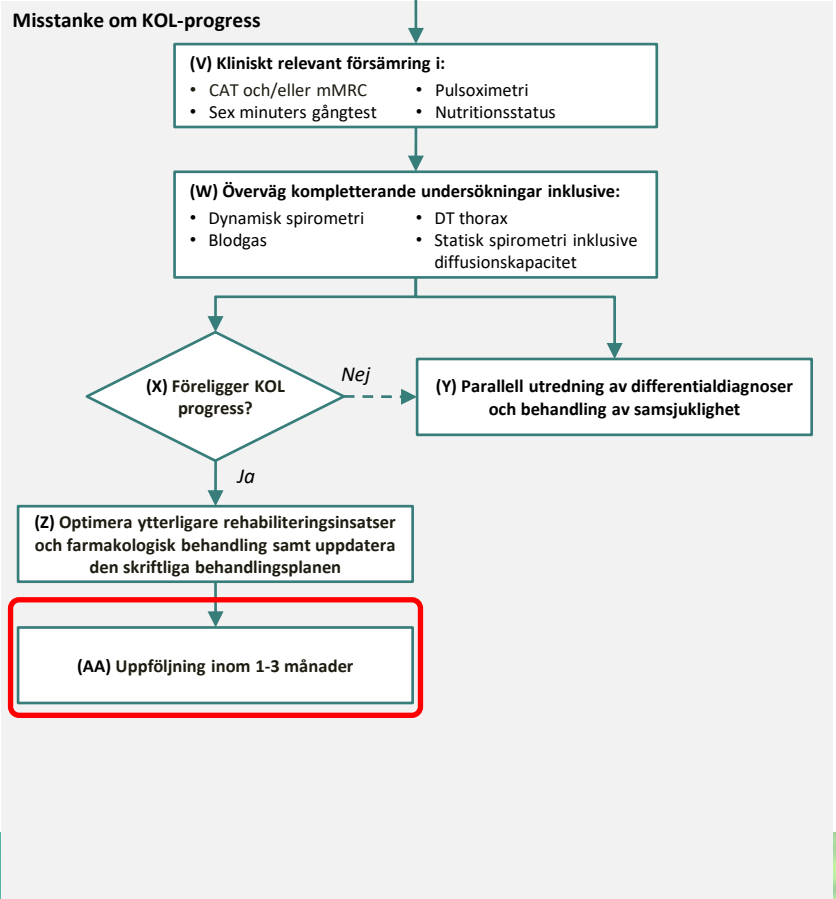 Misstanke om KOL-progress
(V) Kliniskt relevant försämring i:
• CAT och/eller mMRC
• Sex minuters gångtest
• Pulsoximetri
• Nutritionsstatus
(W) Överväg kompletterande undersökningar inklusive:
• Dynamisk spirometri
• Blodgas
• DT thorax
• Statisk spirometri inklusive
diffusionskapacitet
(X) Föreligger KOL
progress?
Nej
(Y) Parallell utredning av differentialdiagnoser
och behandling av samsjuklighet
Ja
(Z) Optimera ytterligare rehabiliteringsinsatser
och farmakologisk behandling samt uppdatera
den skriftliga behandlingsplanen
(AA) Uppföljning inom 1-3 månader